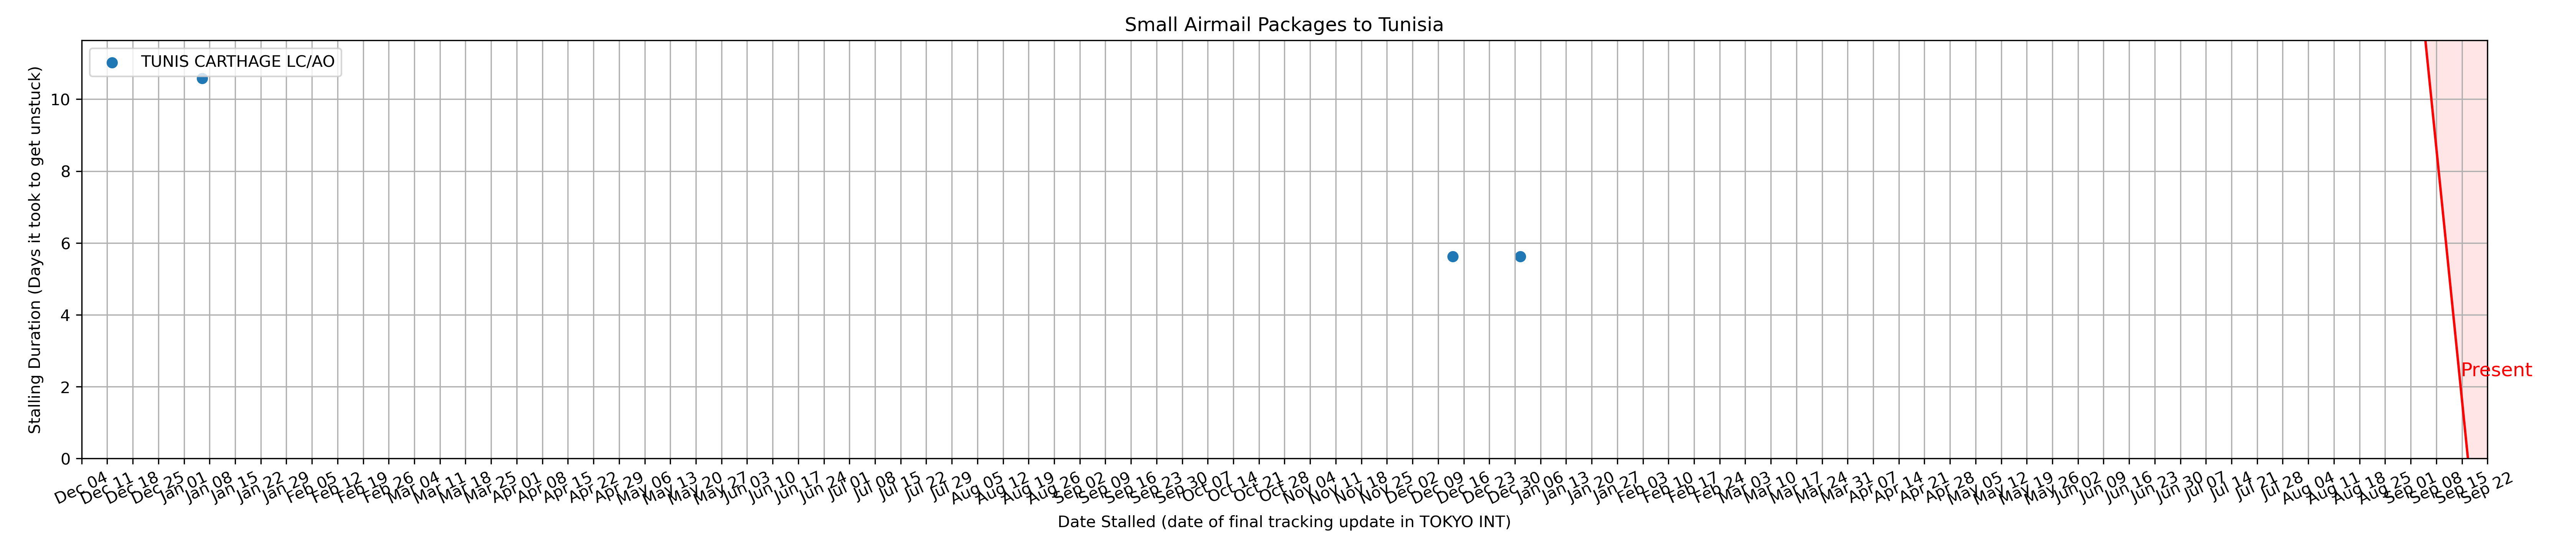 Small Airmail Packages to Tunisia
TUNIS CARTHAGE LC/AO
Stalling Duration (Days it took to get unstuck)
10
8
6
4
2
0
Present
Dec 04
Dec 11
Dec 18
Dec 25
Jan 01
Jan 08
Jan 15
Jan 22
Jan 29
Feb 05
Feb 12
Feb 19
Feb 26
Mar 04
Mar 11
Mar 18
Mar 25
Apr 01
Apr 08
Apr 15
Apr 22
Apr 29
May 06
May 13
May 20
May 27
Jun 03
Jun 10
Jun 17
Jun 24
Jul 01
Jul 08
Jul 15
Jul 22
Jul 29
Aug 05
Aug 12
Aug 19
Aug 26
Sep 02
Sep 09
Sep 16
Sep 23
Sep 30
Oct 07
Oct 14
Oct 21
Oct 28
Nov 04
Nov 11
Nov 18
Nov 25
Dec 02
Dec 09
Dec 16
Dec 23
Dec 30
Jan 06
Jan 13
Jan 20
Jan 27
Feb 03
Feb 10
Feb 17
Feb 24
Mar 03
Mar 10
Mar 17
Mar 24
Mar 31
Apr 07
Apr 14
Apr 21
Apr 28
May 05
May 12
May 19
May 26
Jun 02
Jun 09
Jun 16
Jun 23
Jun 30
Jul 07
Jul 14
Jul 21
Jul 28
Aug 04
Aug 11
Aug 18
Aug 25
Sep 01
Sep 08
Sep 15
Sep 22
Date Stalled (date of final tracking update in TOKYO INT)